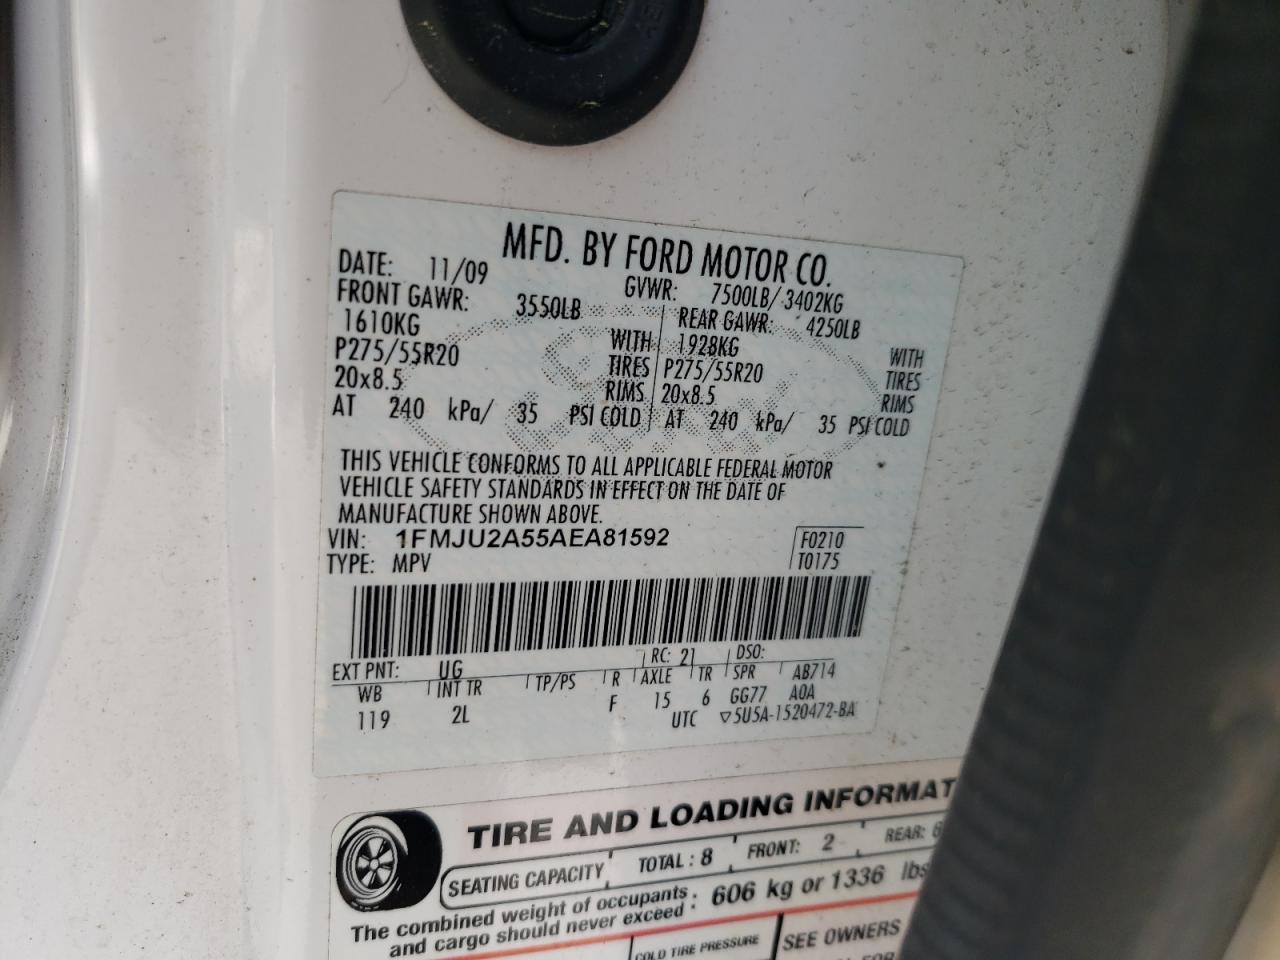 MFD. BY FORD MOTOR CO.
DATE: 11/09 GVWR: 7500LB/ 3402KG
FRONT GAWR: 3550LB REAR GAWR: 4250LB
1610KG WITH 1928KG WITH
P275/55R20 TIRES P275/55R20 TIRES
20x8.5 RIMS 20x8.5 RIMS
AT 240 kPa/ 35 PSI COLD AT 240 kPa/ 35 PSI COLD
THIS VEHICLE CONFORMS TO ALL APPLICABLE FEDERAL MOTOR
VEHICLE SAFETY STANDARDS IN EFFECT ON THE DATE OF
MANUFACTURE SHOWN ABOVE.
VIN: 1FMJU2A55AEA81592 F0210
TYPE: MPV T0175
EXT PNT: UG RC: 21 DSO:
WB INT TR TP/PS R AXLE TR SPR AB714
119 2L F 15 6 GG77 A0A
UTC ▽5U5A-1520472-BA
TIRE AND LOADING INFORMAT
SEATING CAPACITY TOTAL : 8 FRONT: 2 REAR: 6
The combined weight of occupants : 606 kg or 1336 lbs
and cargo should never exceed :
COLD TIRE PRESSURE SEE OWNERS